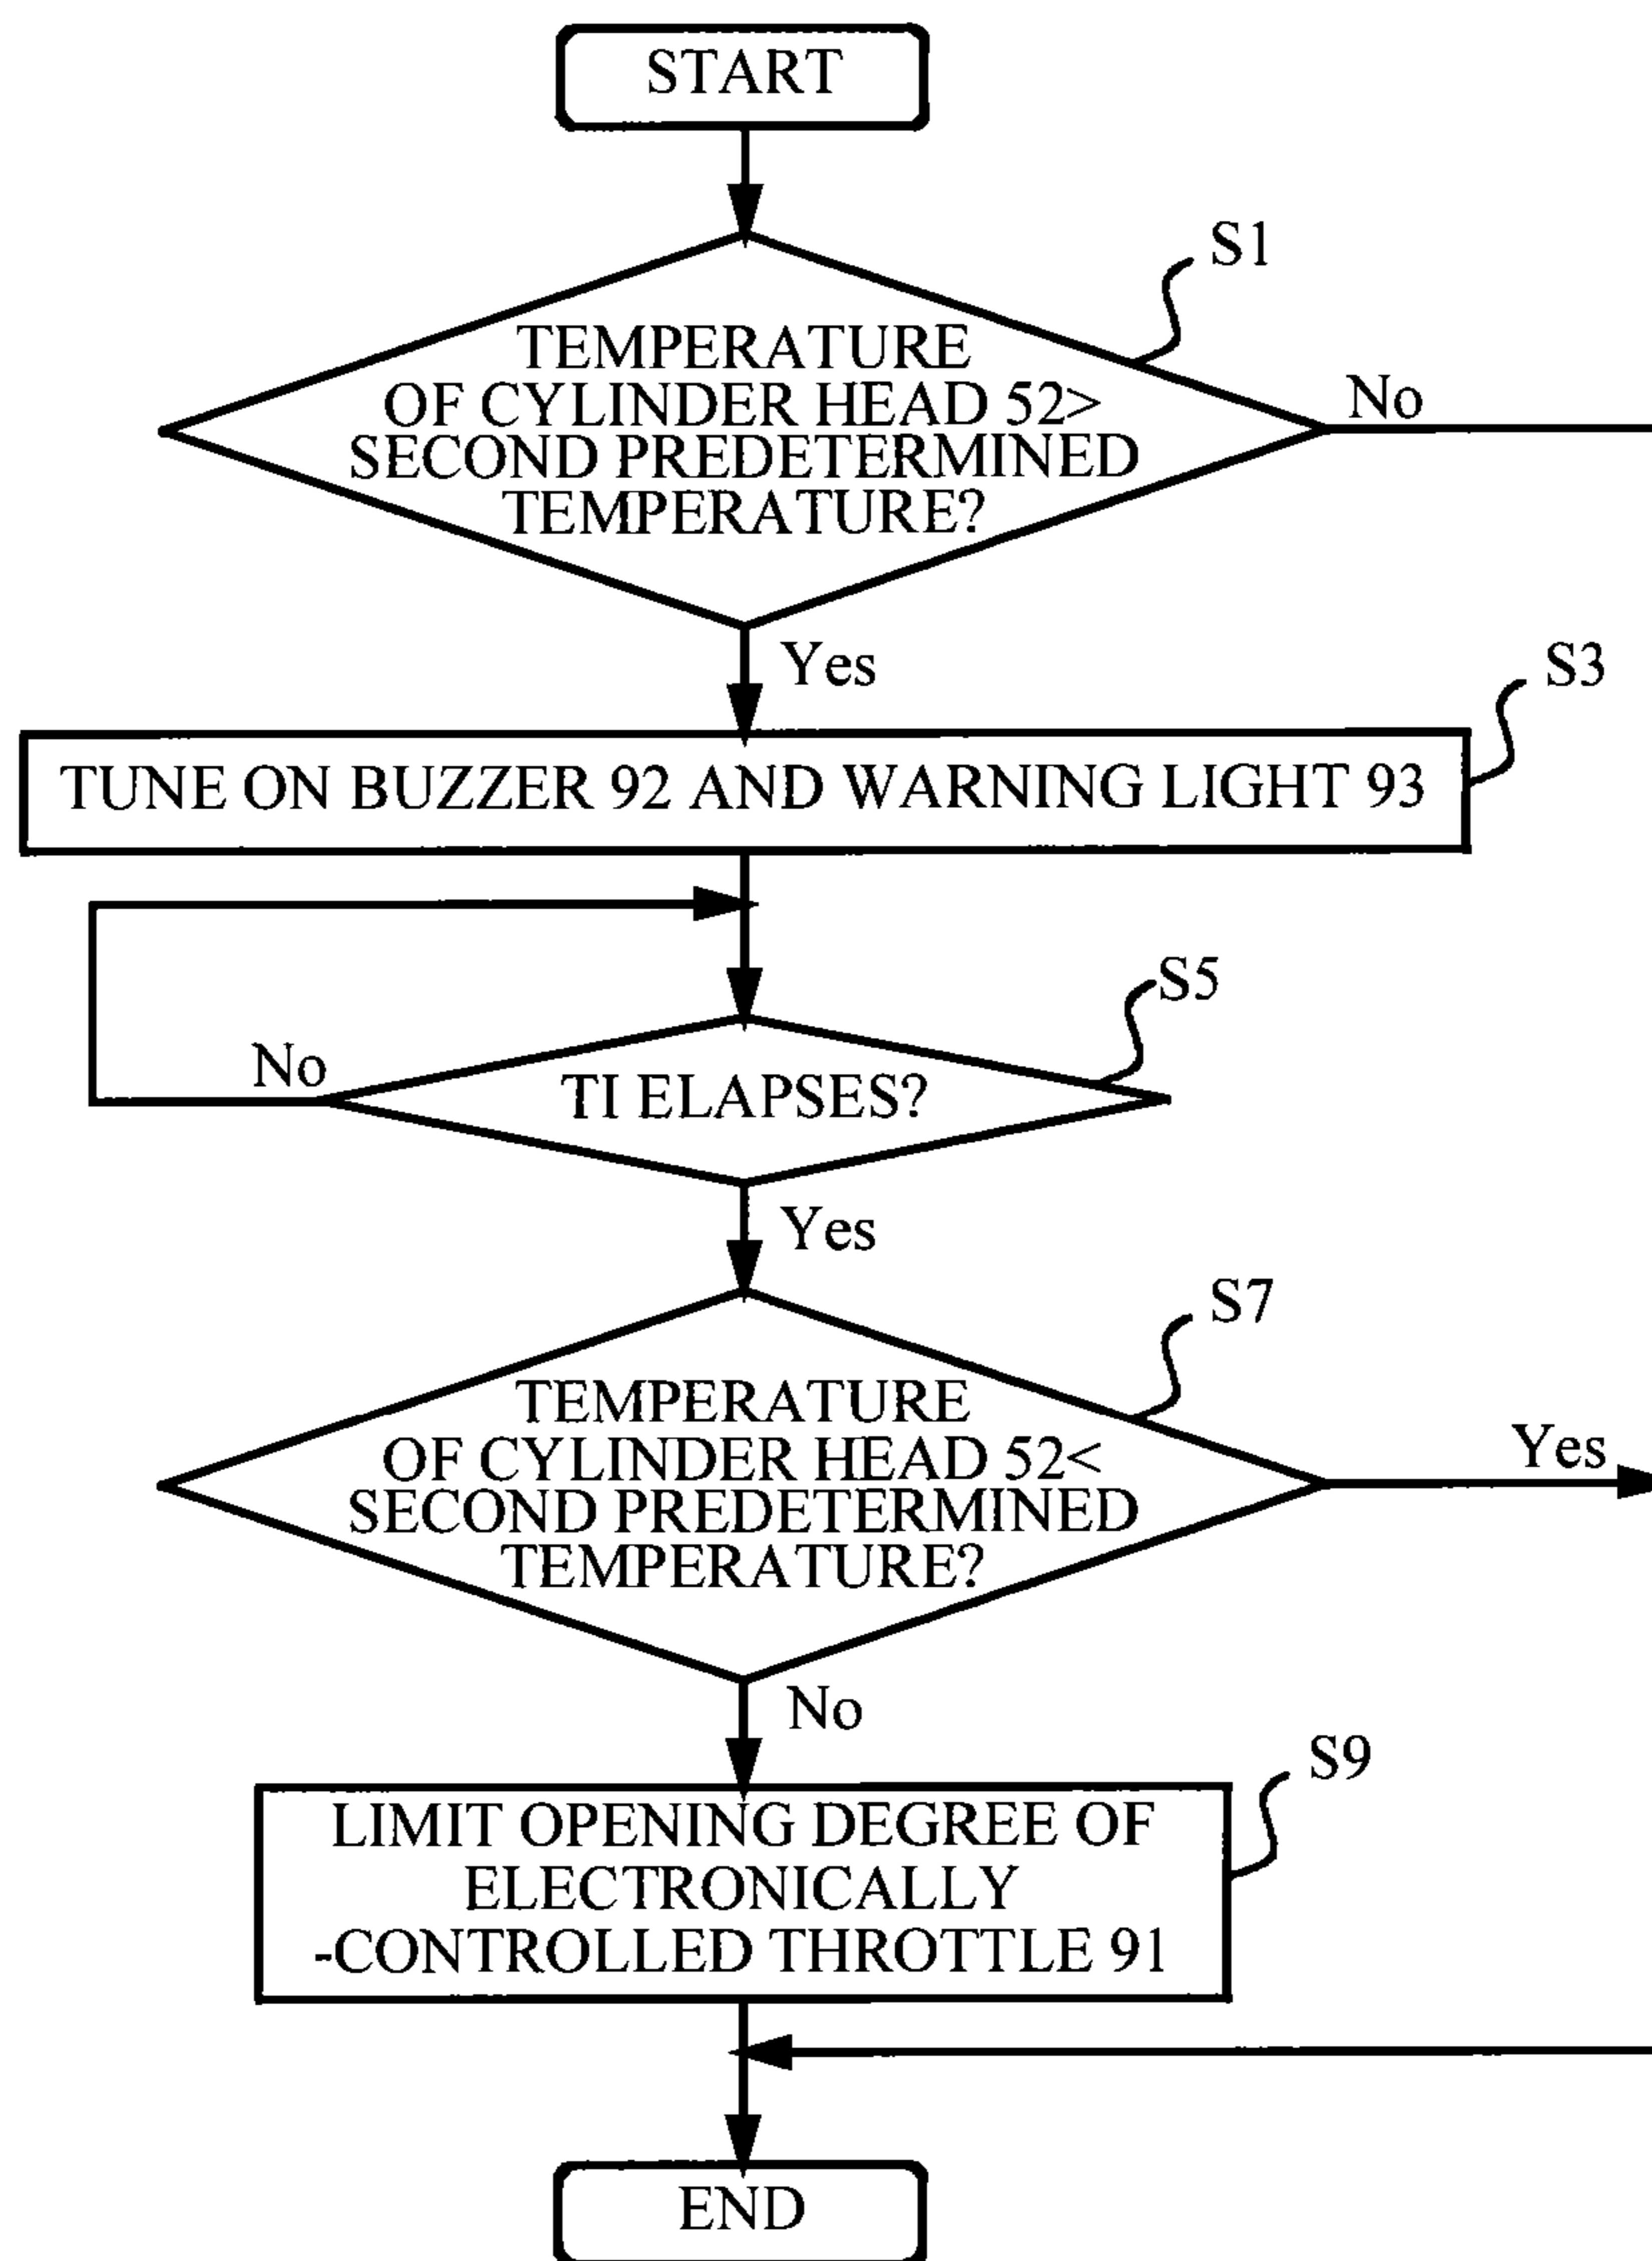 START
S1
TEMPERATURE
OF CYLINDER HEAD 52>
SECOND PREDETERMINED
TEMPERATURE?
No
Yes
S3
TUNE ON BUZZER 92 AND WARNING LIGHT 93
S5
No
TI ELAPSES?
Yes
S7
TEMPERATURE
OF CYLINDER HEAD 52<
SECOND PREDETERMINED
TEMPERATURE?
Yes
No
S9
LIMIT OPENING DEGREE OF
ELECTRONICALLY
-CONTROLLED THROTTLE 91
END